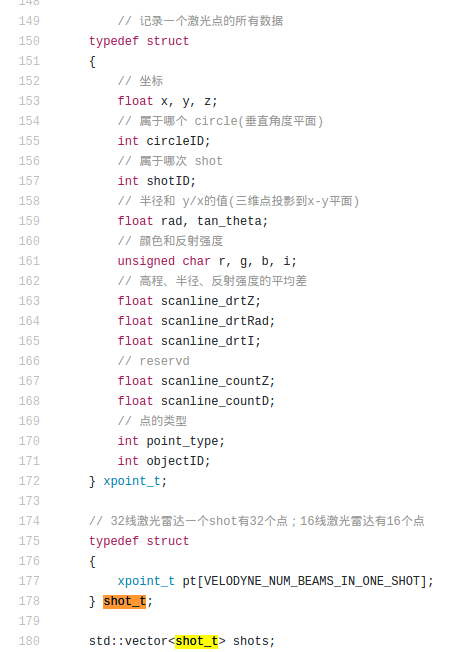 148
149 // 记录一个激光点的所有数据
150 typedef struct
151 {
152 // 坐标
153 float x, y, z;
154 // 属于哪个 circle(垂直角度平面)
155 int circleID;
156 // 属于哪次 shot
157 int shotID;
158 // 半径和 y/x的值(三维点投影到x-y平面)
159 float rad, tan_theta;
160 // 颜色和反射强度
161 unsigned char r, g, b, i;
162 // 高程、半径、反射强度的平均差
163 float scanline_drtZ;
164 float scanline_drtRad;
165 float scanline_drtI;
166 // reservd
167 float scanline_countZ;
168 float scanline_countD;
169 // 点的类型
170 int point_type;
171 int objectID;
172 } xpoint_t;
173
174 // 32线激光雷达一个shot有32个点；16线激光雷达有16个点
175 typedef struct
176 {
177 xpoint_t pt[VELODYNE_NUM_BEAMS_IN_ONE_SHOT];
178 } shot_t;
179
180 std::vector<shot_t> shots;